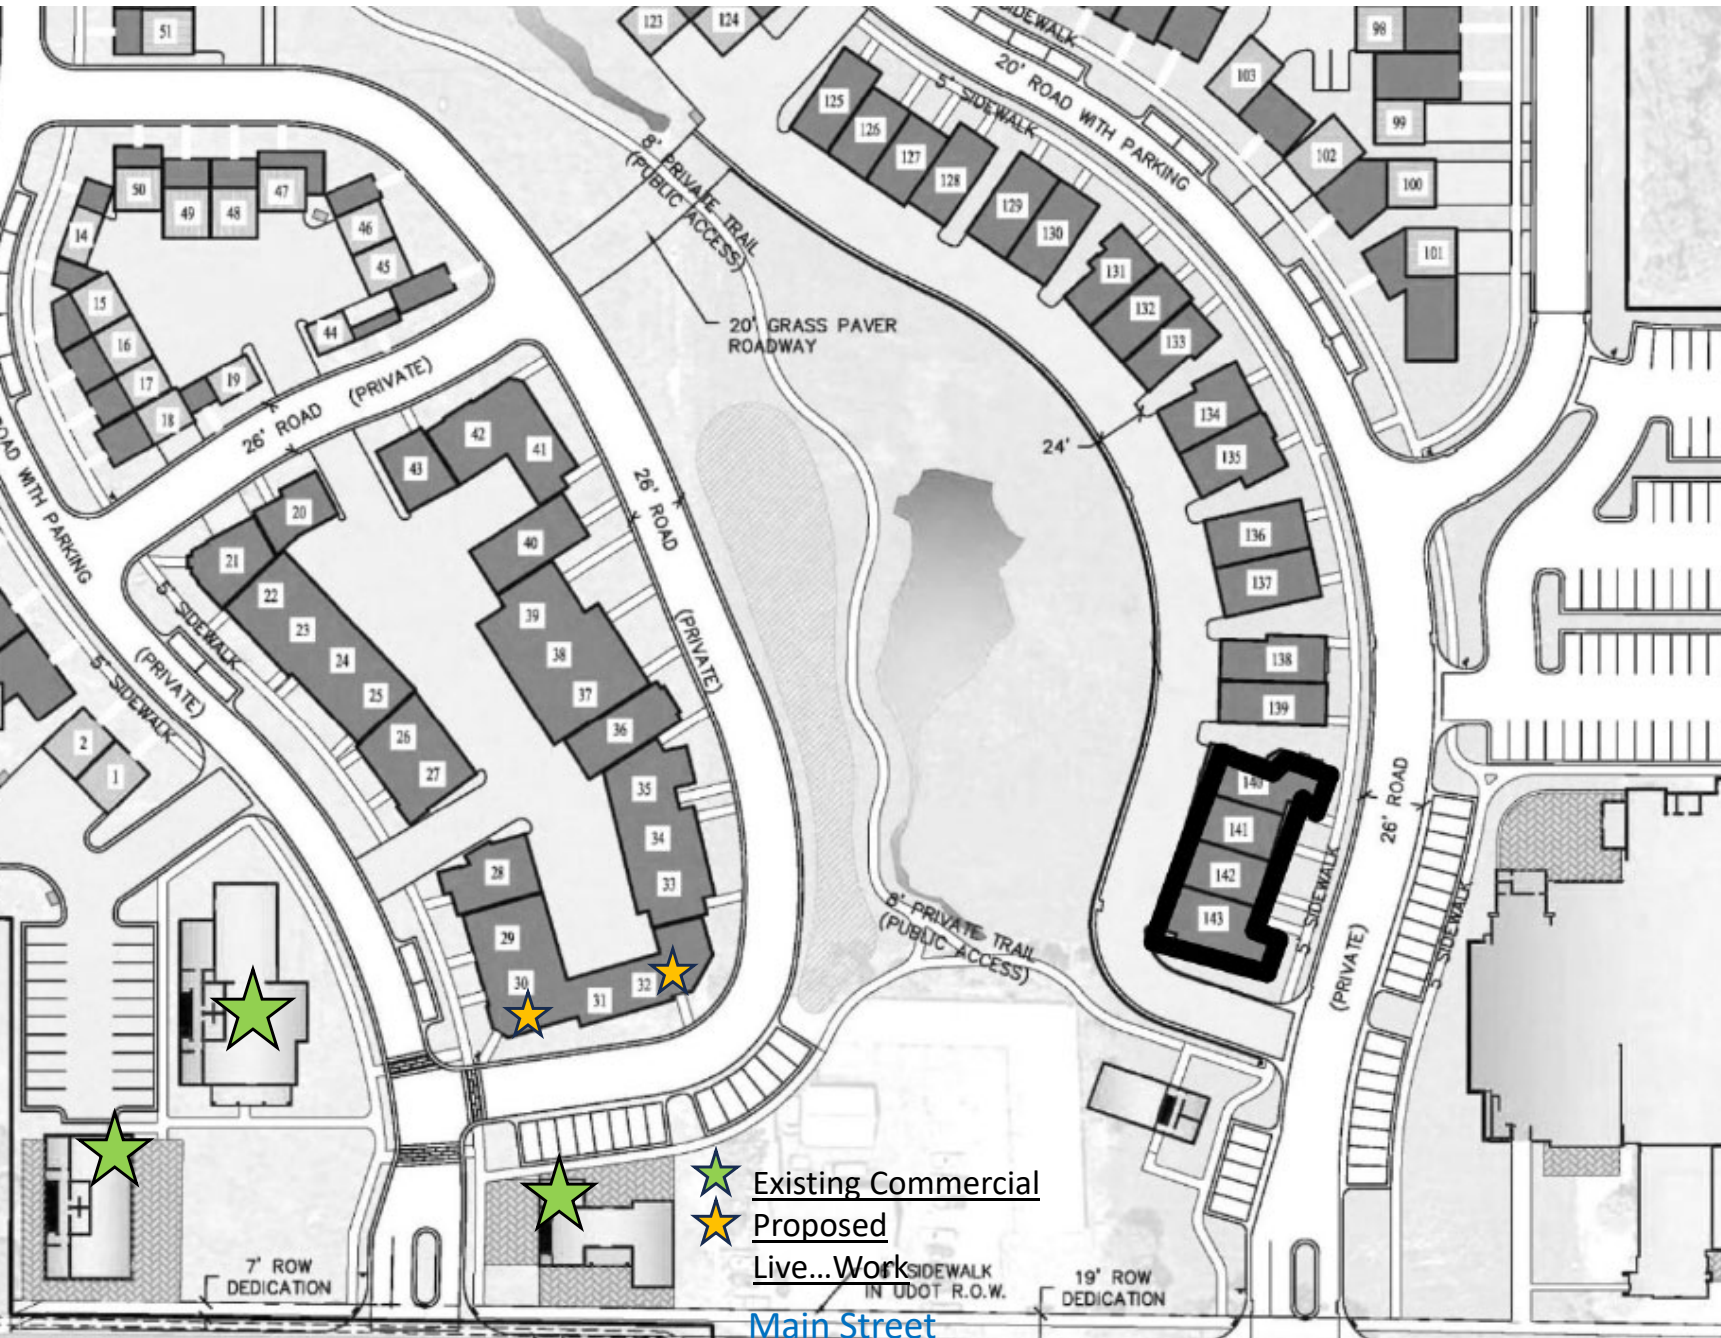 51
123
124
SIDEWALK
98
20' ROAD WITH PARKING
5' SIDEWALK
103
125
126
127
128
99
102
100
8' PRIVATE TRAIL
(PUBLIC ACCESS)
50
49
48
47
46
45
14
15
16
17
18
19
44
129
130
131
132
133
101
20' GRASS PAVER
ROADWAY
26' ROAD (PRIVATE)
ROAD WITH PARKING
43
42
41
24'
134
135
20
21
22
23
24
25
26
27
40
39
38
37
36
35
34
33
26' ROAD (PRIVATE)
136
137
138
139
5' SIDEWALK
(PRIVATE)
5' SIDEWALK
2
1
140
141
142
143
26' ROAD
(PRIVATE)
5' SIDEWALK
5' SIDEWALK
28
29
30
31
32
8' PRIVATE TRAIL
(PUBLIC ACCESS)
Existing Commercial
Proposed
Live...Work
7' ROW
DEDICATION
SIDEWALK
IN UDOT R.O.W.
19' ROW
DEDICATION
Main Street